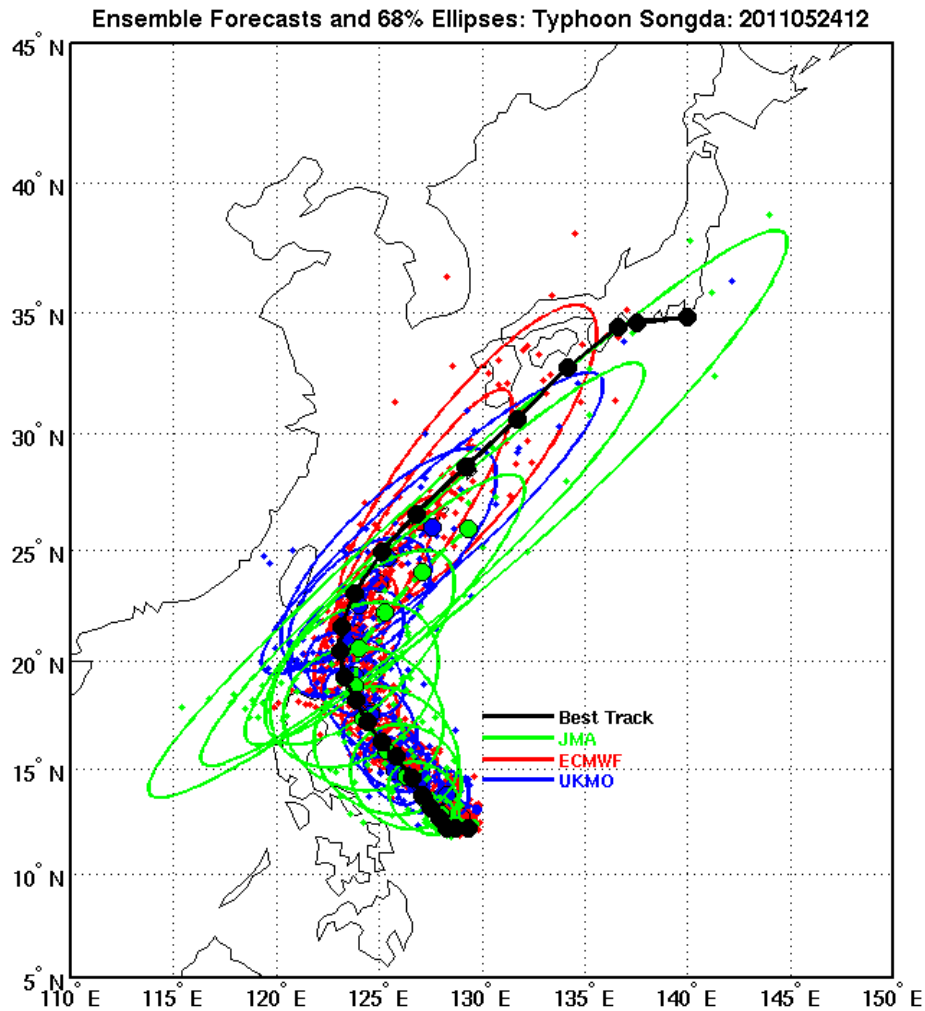 Ensemble Forecasts and 68% Ellipses: Typhoon Songda: 2011052412
45° N
40° N
35° N
30° N
25° N
20° N
15° N
10° N
5° N
Best Track
JMA
ECMWF
UKMO
110° E 115° E 120° E 125° E 130° E 135° E 140° E 145° E 150° E